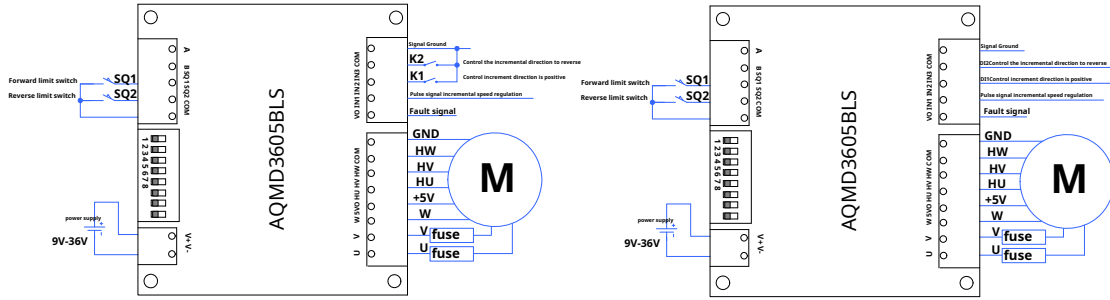 A
B SQ1 SQ2 COM
SQ1
SQ2
Forward limit switch
Reverse limit switch
1 2 3 4 5 6 7 8
power supply
9V-36V
V+V-
AQMD3605BLS
VO IN1 IN2 IN3 COM
Signal Ground
K2
Control the incremental direction to reverse
K1
Control increment direction is positive
Pulse signal incremental speed regulation
Fault signal
U V W 5VO HU HV HW COM
GND
HW
HV
HU
+5V
W
V fuse
U fuse
M
A
B SQ1 SQ2 COM
SQ1
SQ2
Forward limit switch
Reverse limit switch
1 2 3 4 5 6 7 8
power supply
9V-36V
V+V-
AQMD3605BLS
VO IN1 IN2 IN3 COM
Signal Ground
DI2Control the incremental direction to reverse
DI1Control increment direction is positive
Pulse signal incremental speed regulation
Fault signal
U V W 5VO HU HV HW COM
GND
HW
HV
HU
+5V
W
V fuse
U fuse
M